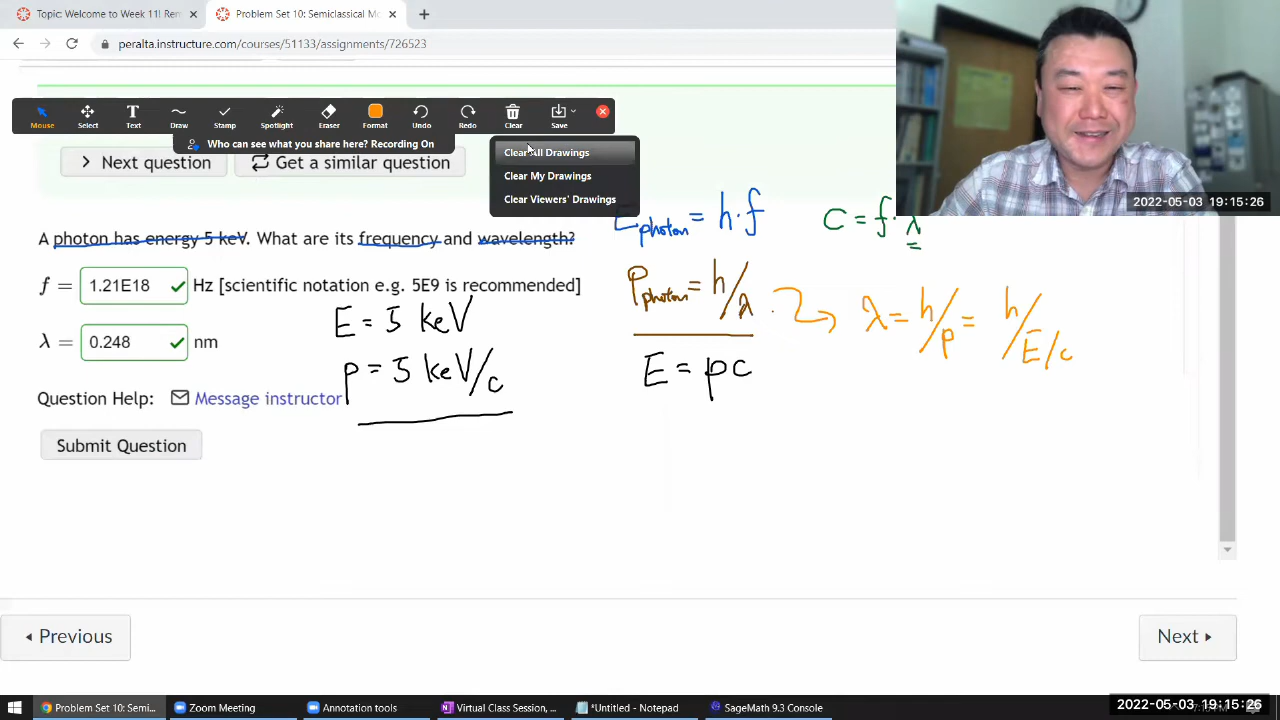 Topic: Welcome to Week 11! Rem
Problem Set 10: Semiclassical Mo
peralta.instructure.com/courses/51133/assignments/726523
Mouse Select Text Draw Stamp Spotlight Eraser Format Undo Redo Clear Save
Who can see what you share here? Recording On
Clear All Drawings
Clear My Drawings
Clear Viewers' Drawings
Next question
Get a similar question
2022-05-03 19:15:26
photon = h·f
C = f·λ
A photon has energy 5 keV. What are its frequency and wavelength?
f = 1.21E18 Hz [scientific notation e.g. 5E9 is recommended]
Pphoton = h/λ
λ = h/p = h/E/c
E = 5 keV
λ = 0.248 nm
p = 5 keV/c
E = pc
Question Help: Message instructor
Submit Question
Previous
Next
Problem Set 10: Semi...
Zoom Meeting
Annotation tools
Virtual Class Session, ...
*Untitled - Notepad
SageMath 9.3 Console
2022-05-03 19:15:26